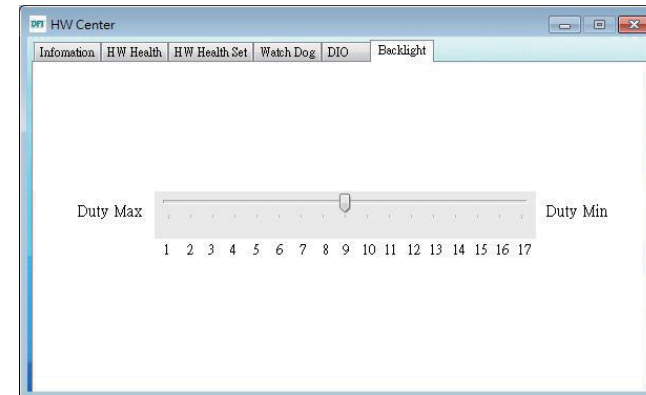 DFI HW Center
Infomation HW Health HW Health Set Watch Dog DIO Backlight
Duty Max Duty Min
1 2 3 4 5 6 7 8 9 10 11 12 13 14 15 16 17